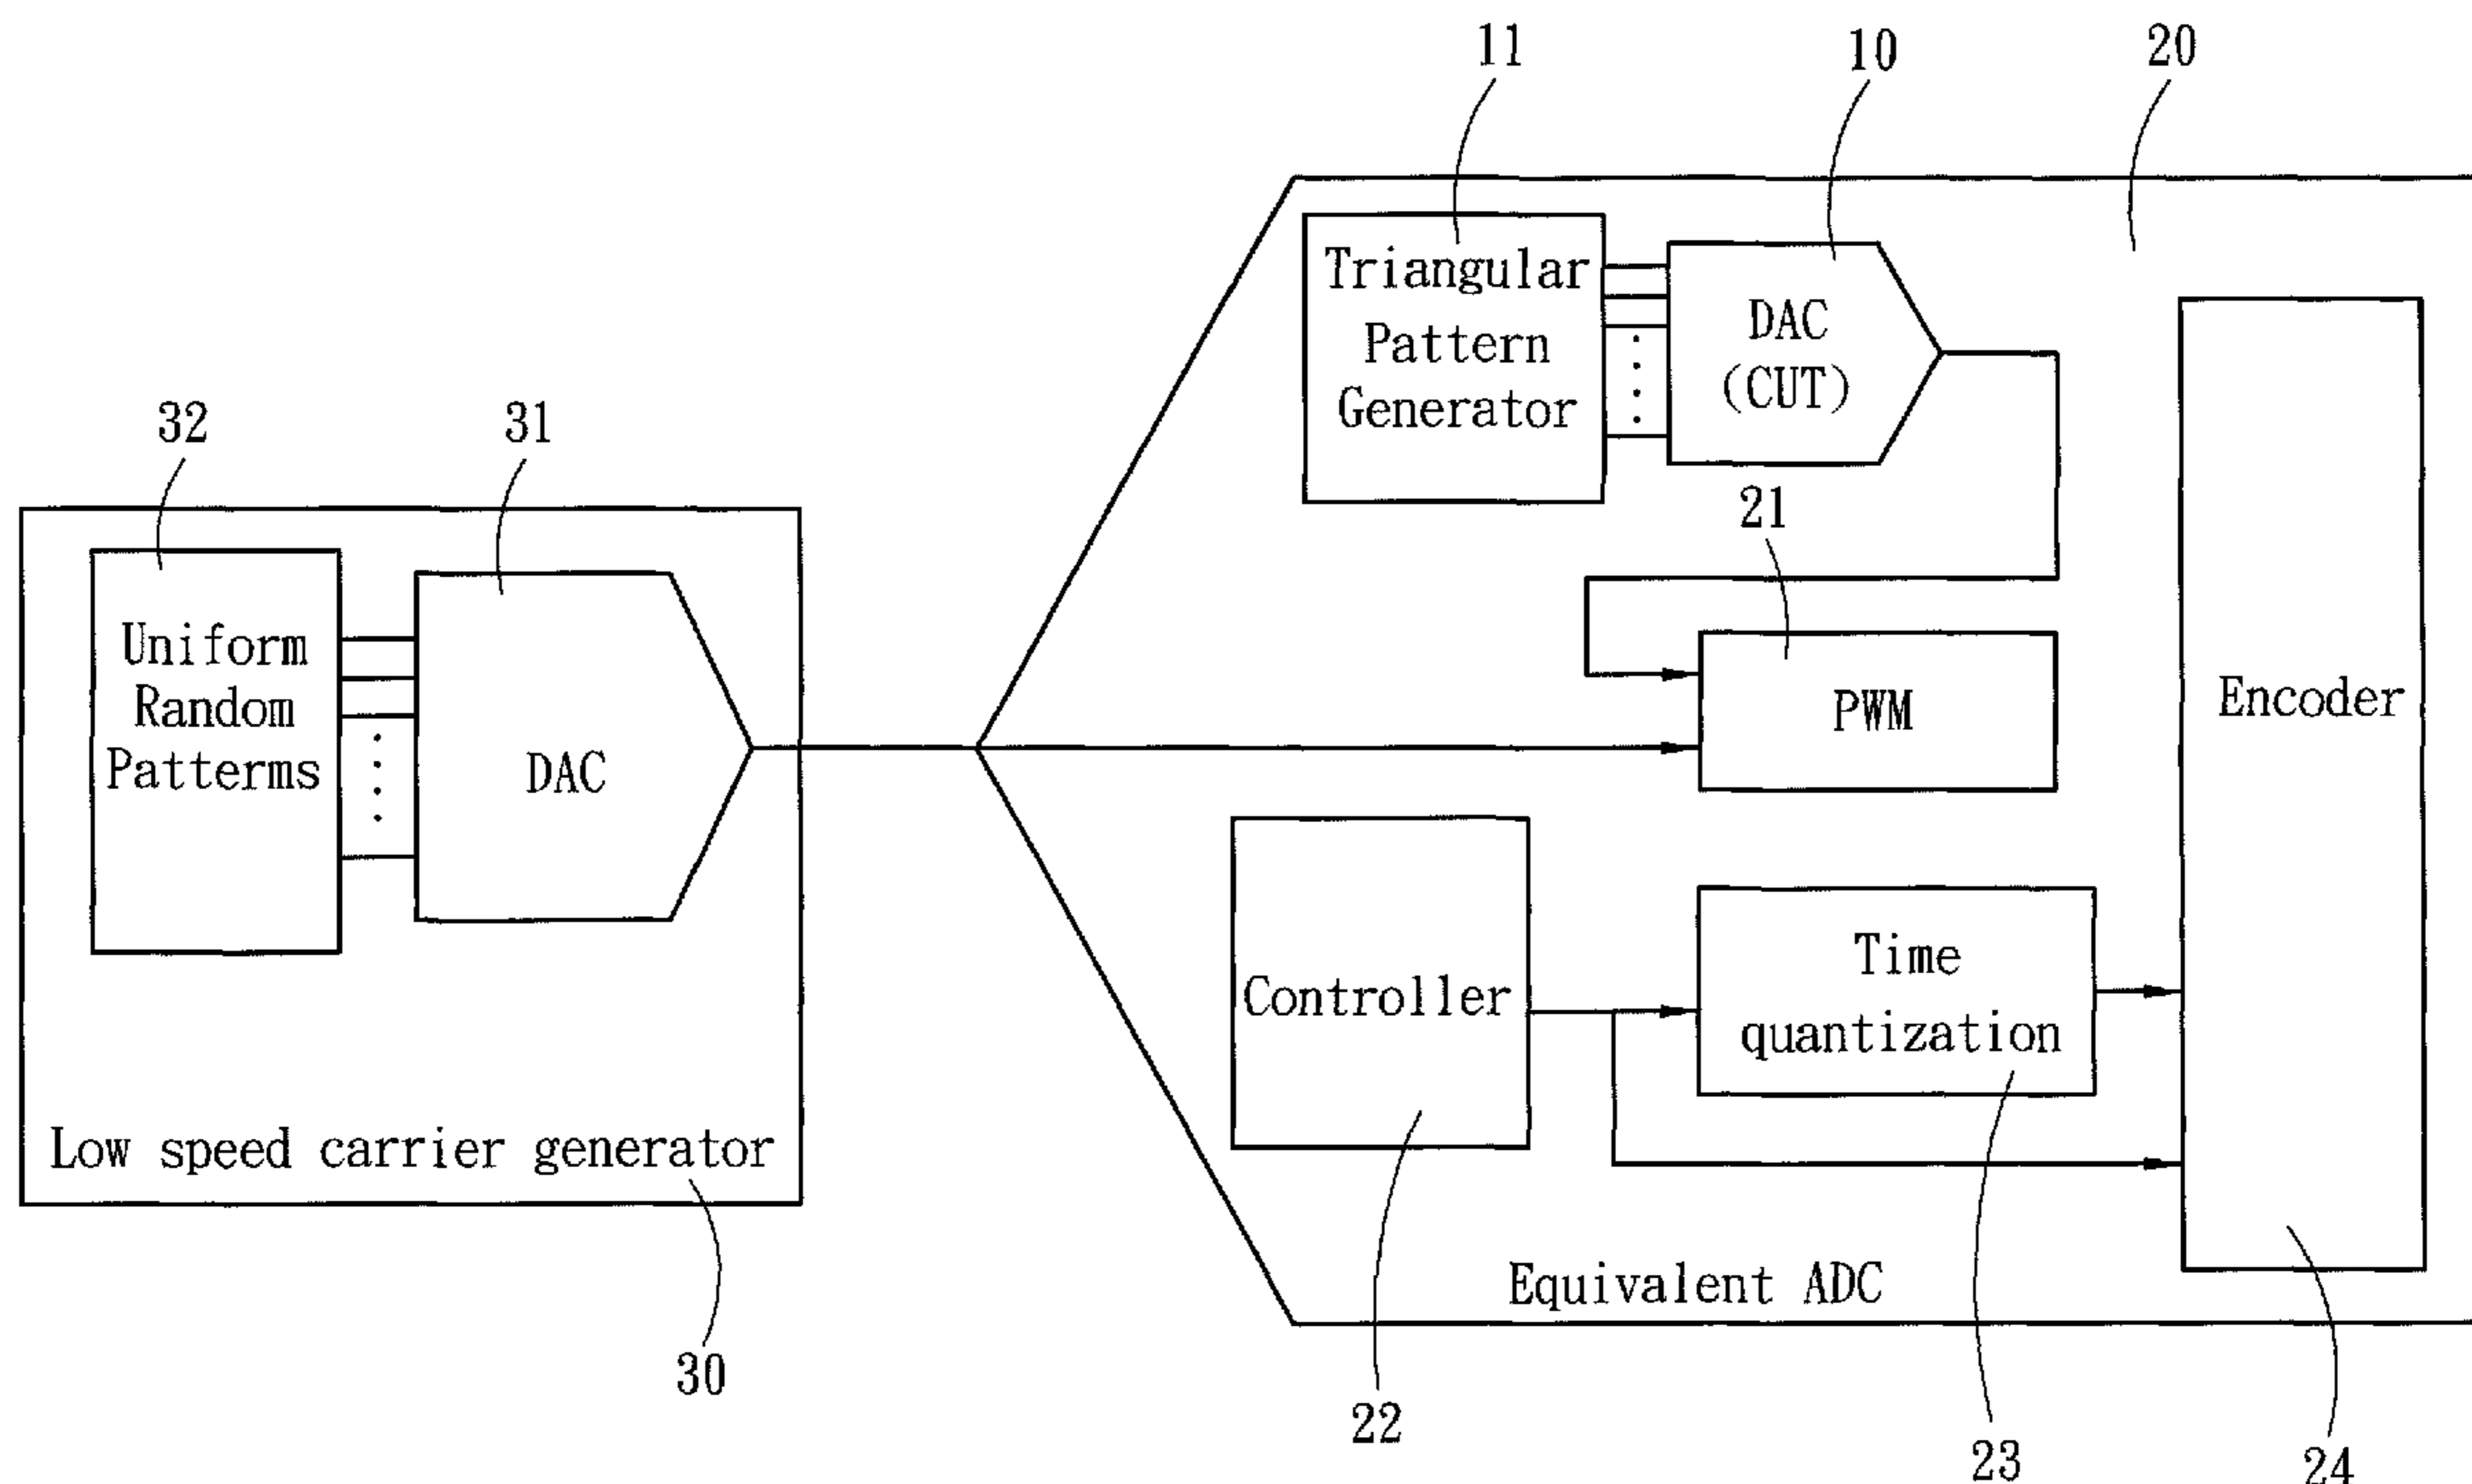 11
10
20
Triangular
Pattern
Generator
DAC
(CUT)
32
31
21
Uniform
Random
Patterms
DAC
PWM
Encoder
Controller
Time
quantization
Low speed carrier generator
Equivalent ADC
30
22
23
24